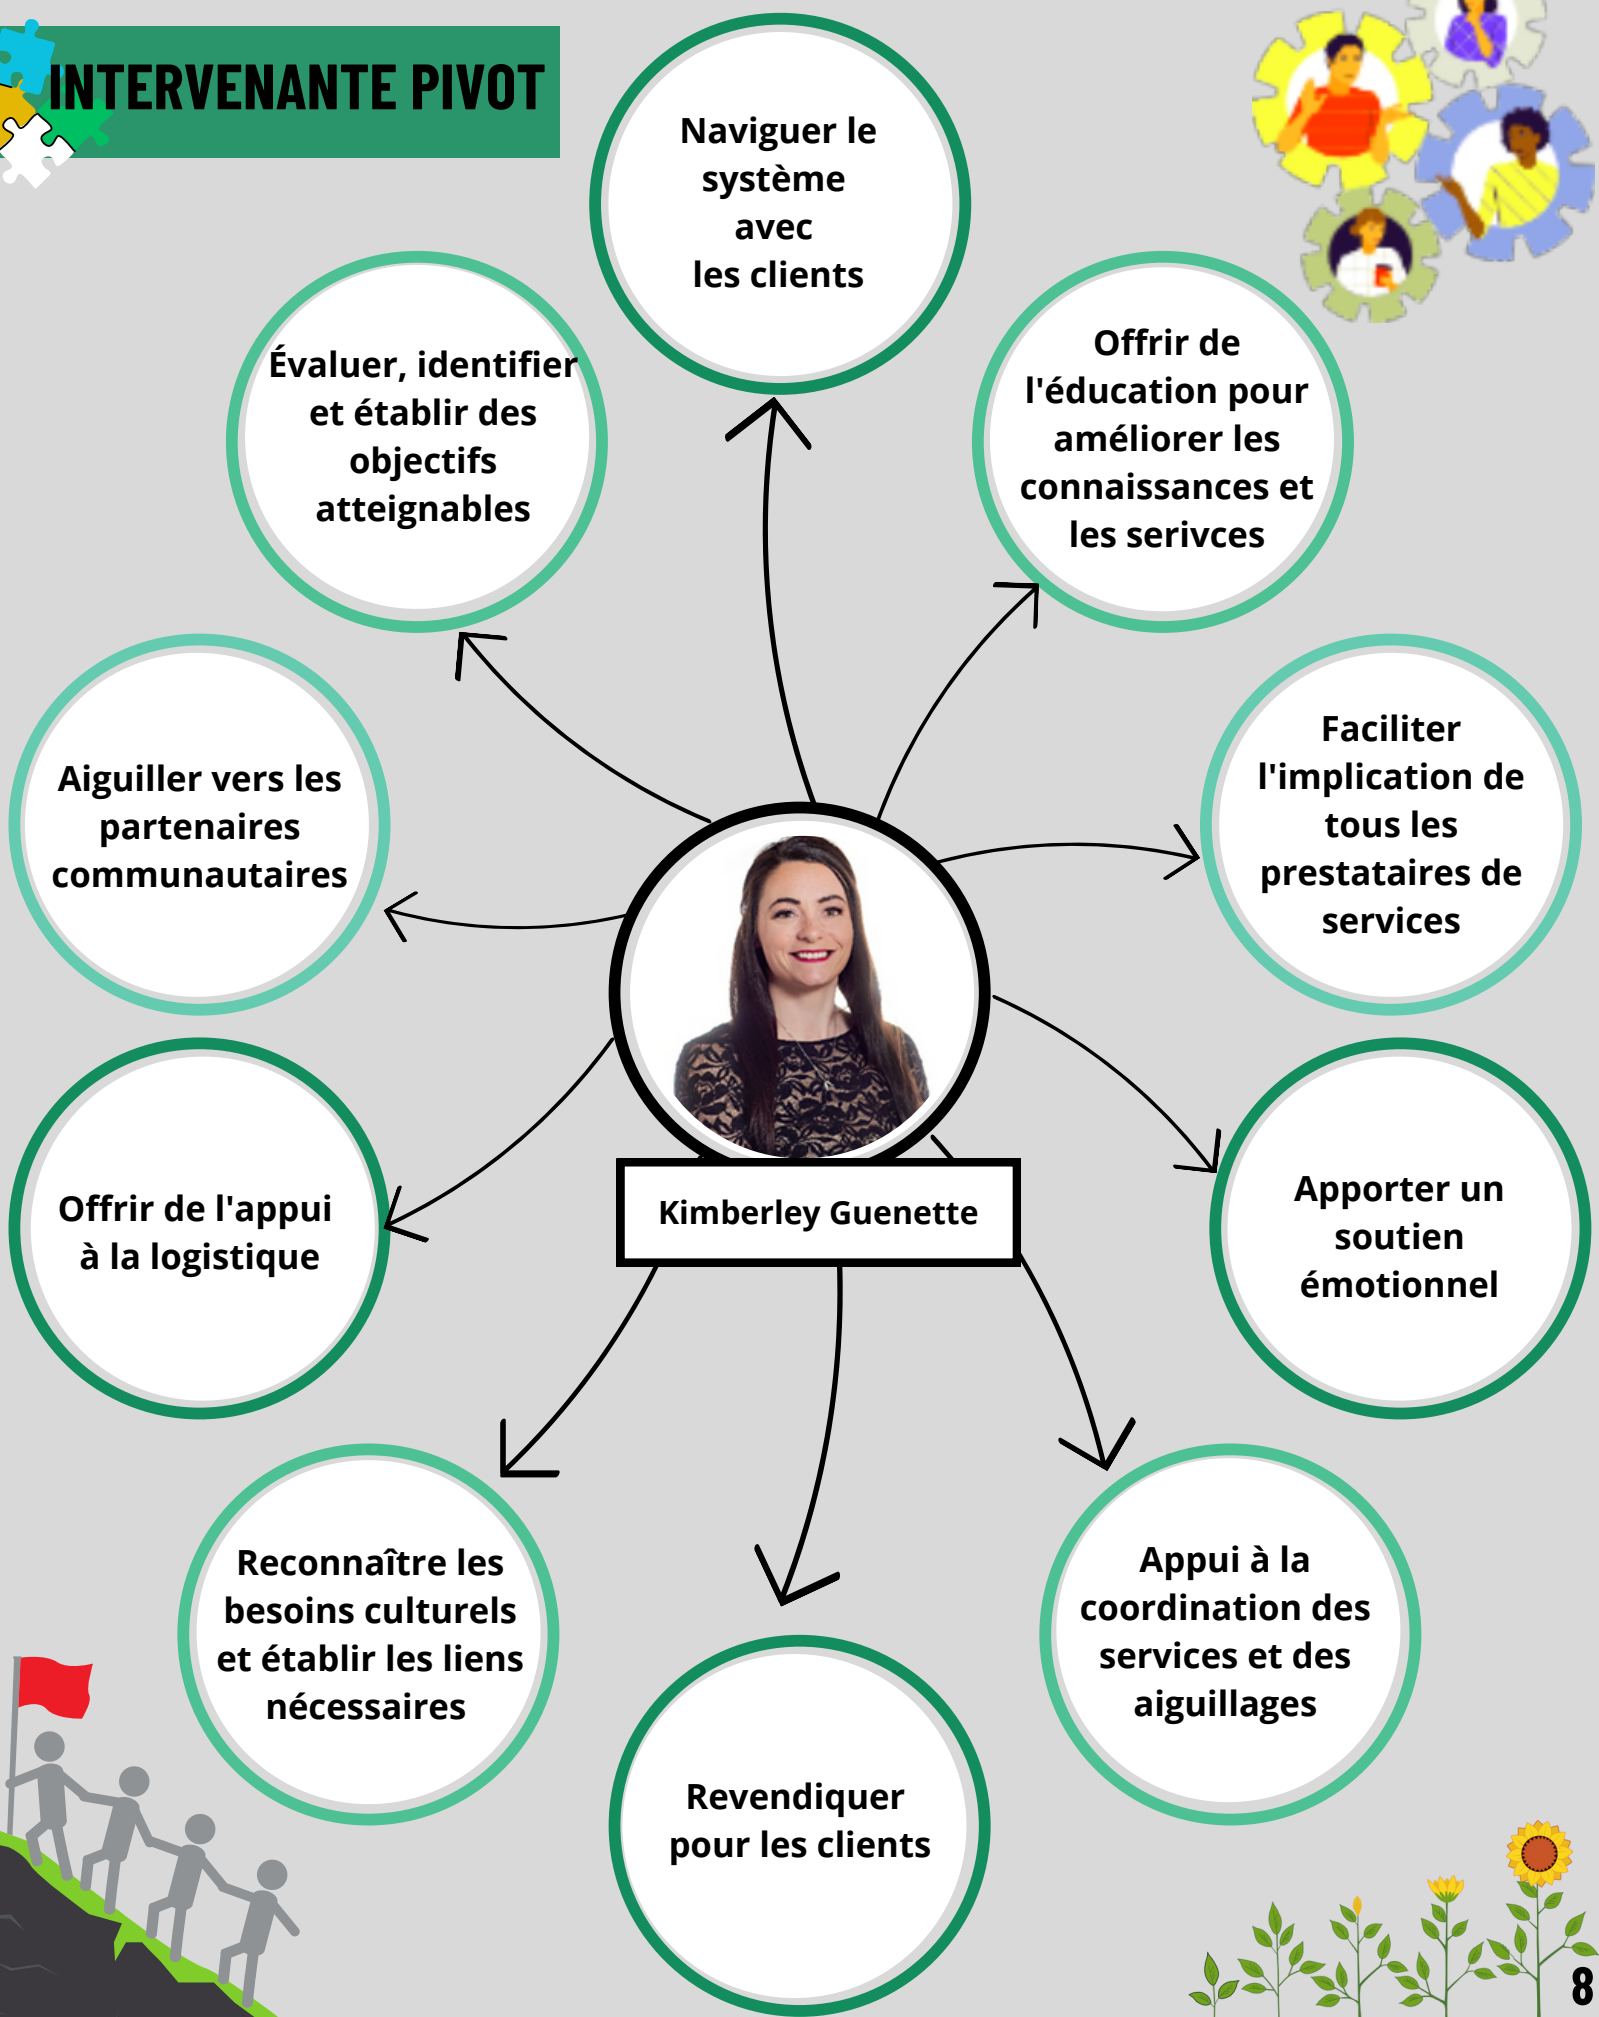 INTERVENANTE PIVOT
Naviguer le
système
avec
les clients
Évaluer, identifier
et établir des
objectifs
atteignables
Offrir de
l'éducation pour
améliorer les
connaissances et
les serivces
Aiguiller vers les
partenaires
communautaires
Faciliter
l'implication de
tous les
prestataires de
services
Offrir de l'appui
à la logistique
Kimberley Guenette
Apporter un
soutien
émotionnel
Reconnaître les
besoins culturels
et établir les liens
nécessaires
Appui à la
coordination des
services et des
aiguillages
Revendiquer
pour les clients
8